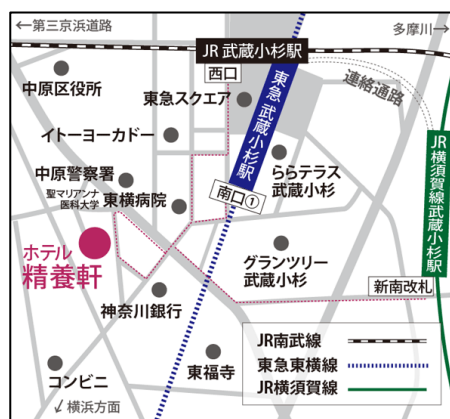 ←第三京浜道路
多摩川→
JR 武蔵小杉駅
西口
中原区役所
東急スクエア
連絡通路
東急 武蔵小杉駅
イトーヨーカドー
中原警察署
聖マリアンナ
医科大学
東横病院
ららテラス
武蔵小杉
JR横須賀線武蔵小杉駅
南口①
ホテル
精養軒
グランツリー
武蔵小杉
新南改札
神奈川銀行
JR南武線
東急東横線
JR横須賀線
東福寺
コンビニ
↙横浜方面